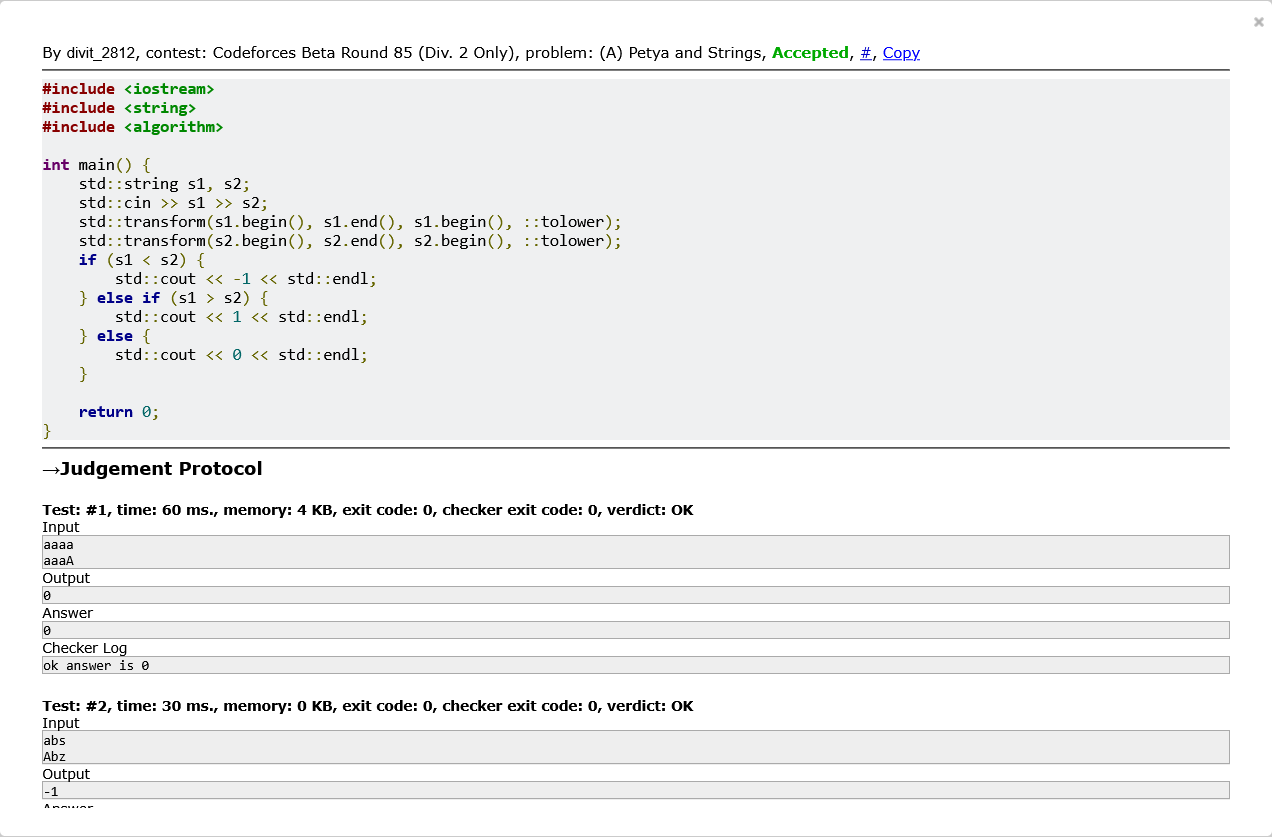 ×
By divit_2812, contest: Codeforces Beta Round 85 (Div. 2 Only), problem: (A) Petya and Strings, Accepted, #, Copy
#include <iostream>
#include <string>
#include <algorithm>

int main() {
    std::string s1, s2;
    std::cin >> s1 >> s2;
    std::transform(s1.begin(), s1.end(), s1.begin(), ::tolower);
    std::transform(s2.begin(), s2.end(), s2.begin(), ::tolower);
    if (s1 < s2) {
        std::cout << -1 << std::endl;
    } else if (s1 > s2) {
        std::cout << 1 << std::endl;
    } else {
        std::cout << 0 << std::endl;
    }

    return 0;
}
→Judgement Protocol
Test: #1, time: 60 ms., memory: 4 KB, exit code: 0, checker exit code: 0, verdict: OK
Input
aaaa
aaaA
Output
0
Answer
0
Checker Log
ok answer is 0
Test: #2, time: 30 ms., memory: 0 KB, exit code: 0, checker exit code: 0, verdict: OK
Input
abs
Abz
Output
-1
Answer